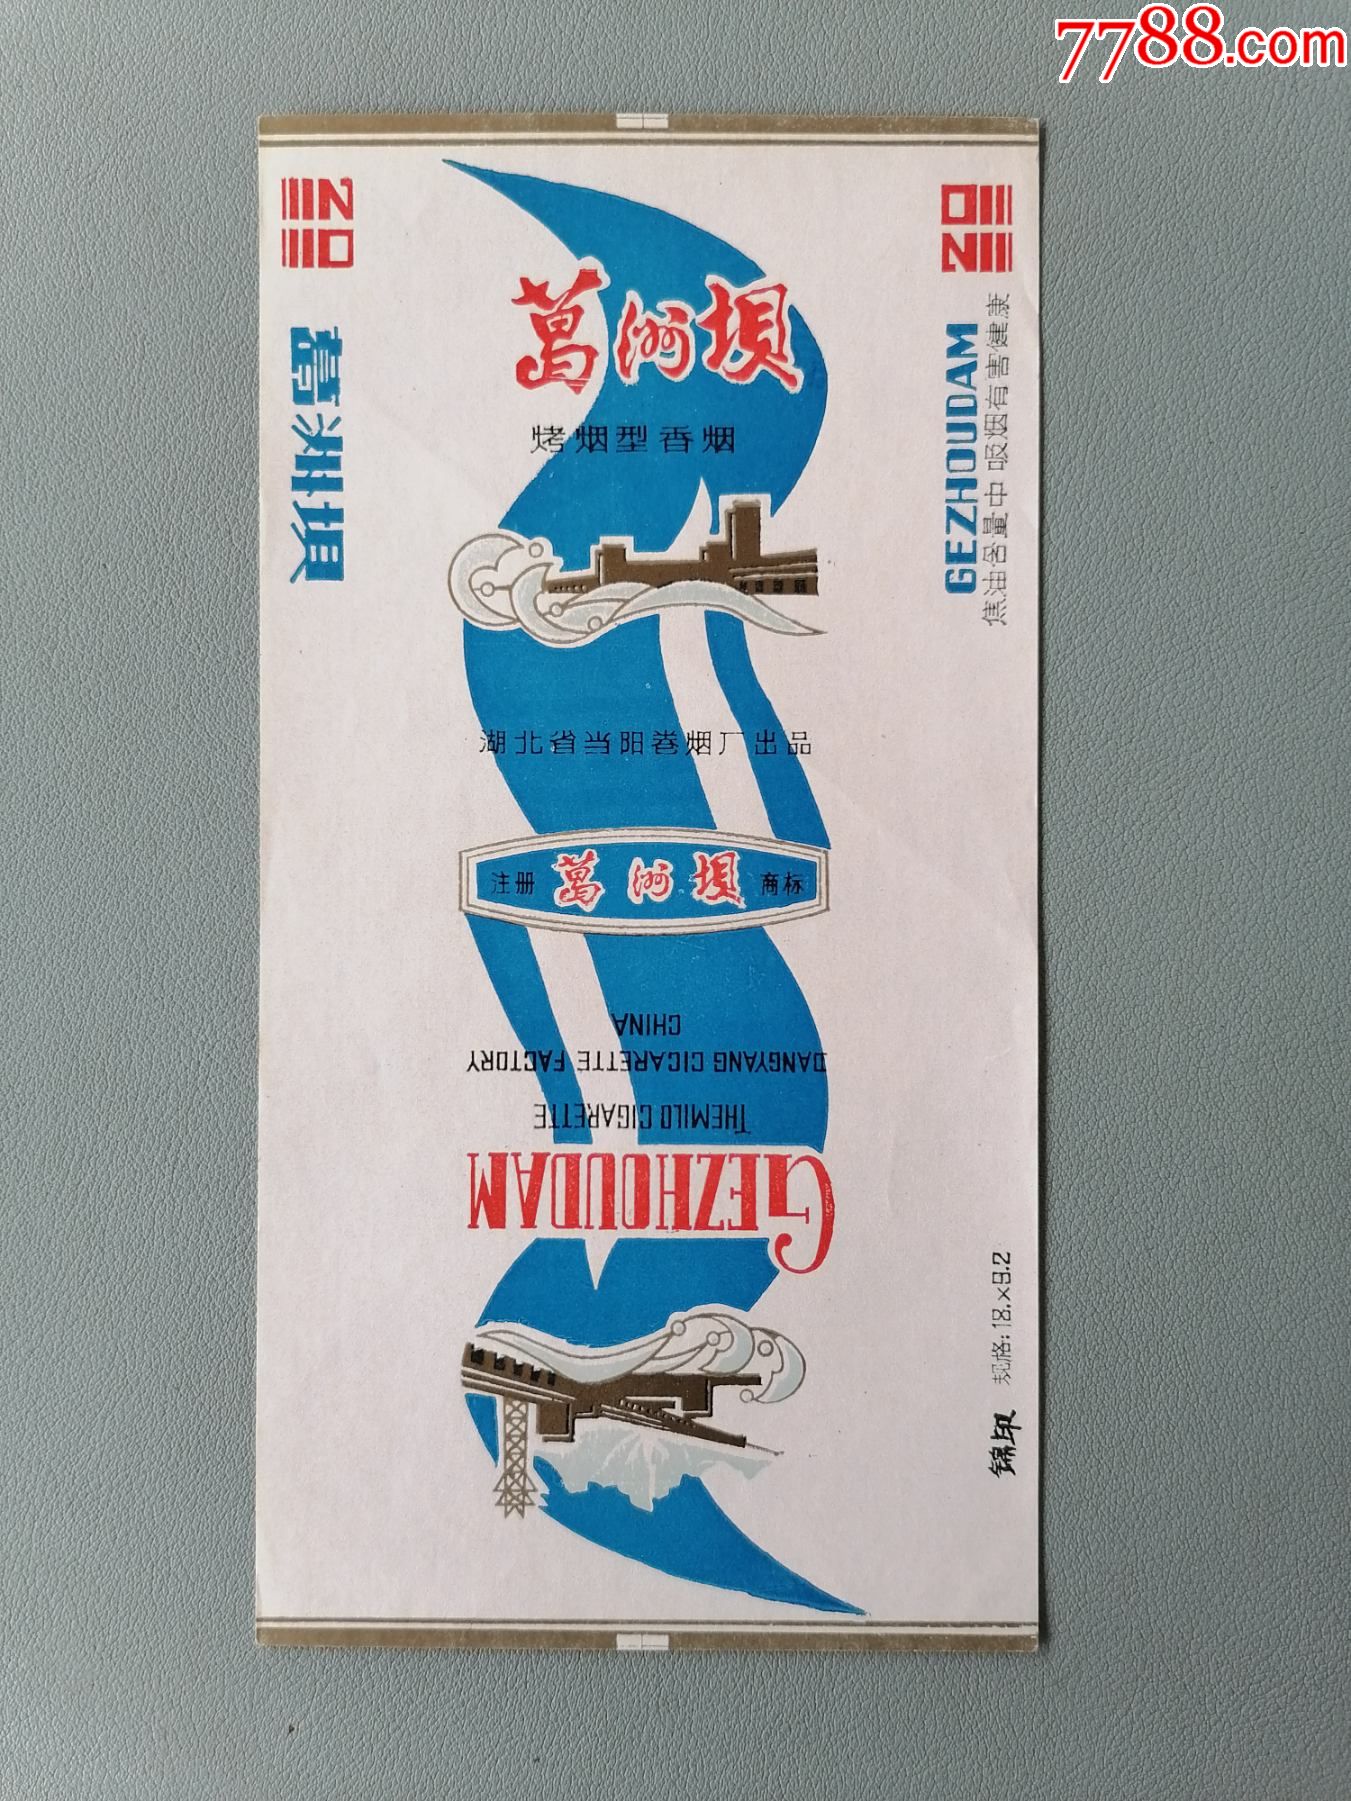 7788.com
20
葛洲坝
葛洲坝
烤烟型香烟
湖北省当阳卷烟厂出品
注册 葛洲坝 商标
GEZHOUDAM
THEMILD CIGARETTE
DANGYANG CIGARETTE FACTORY
CHINA
20
GEZHOUDAM
焦油含量中 吸烟有害健康
规格:18.×9.2
锦印